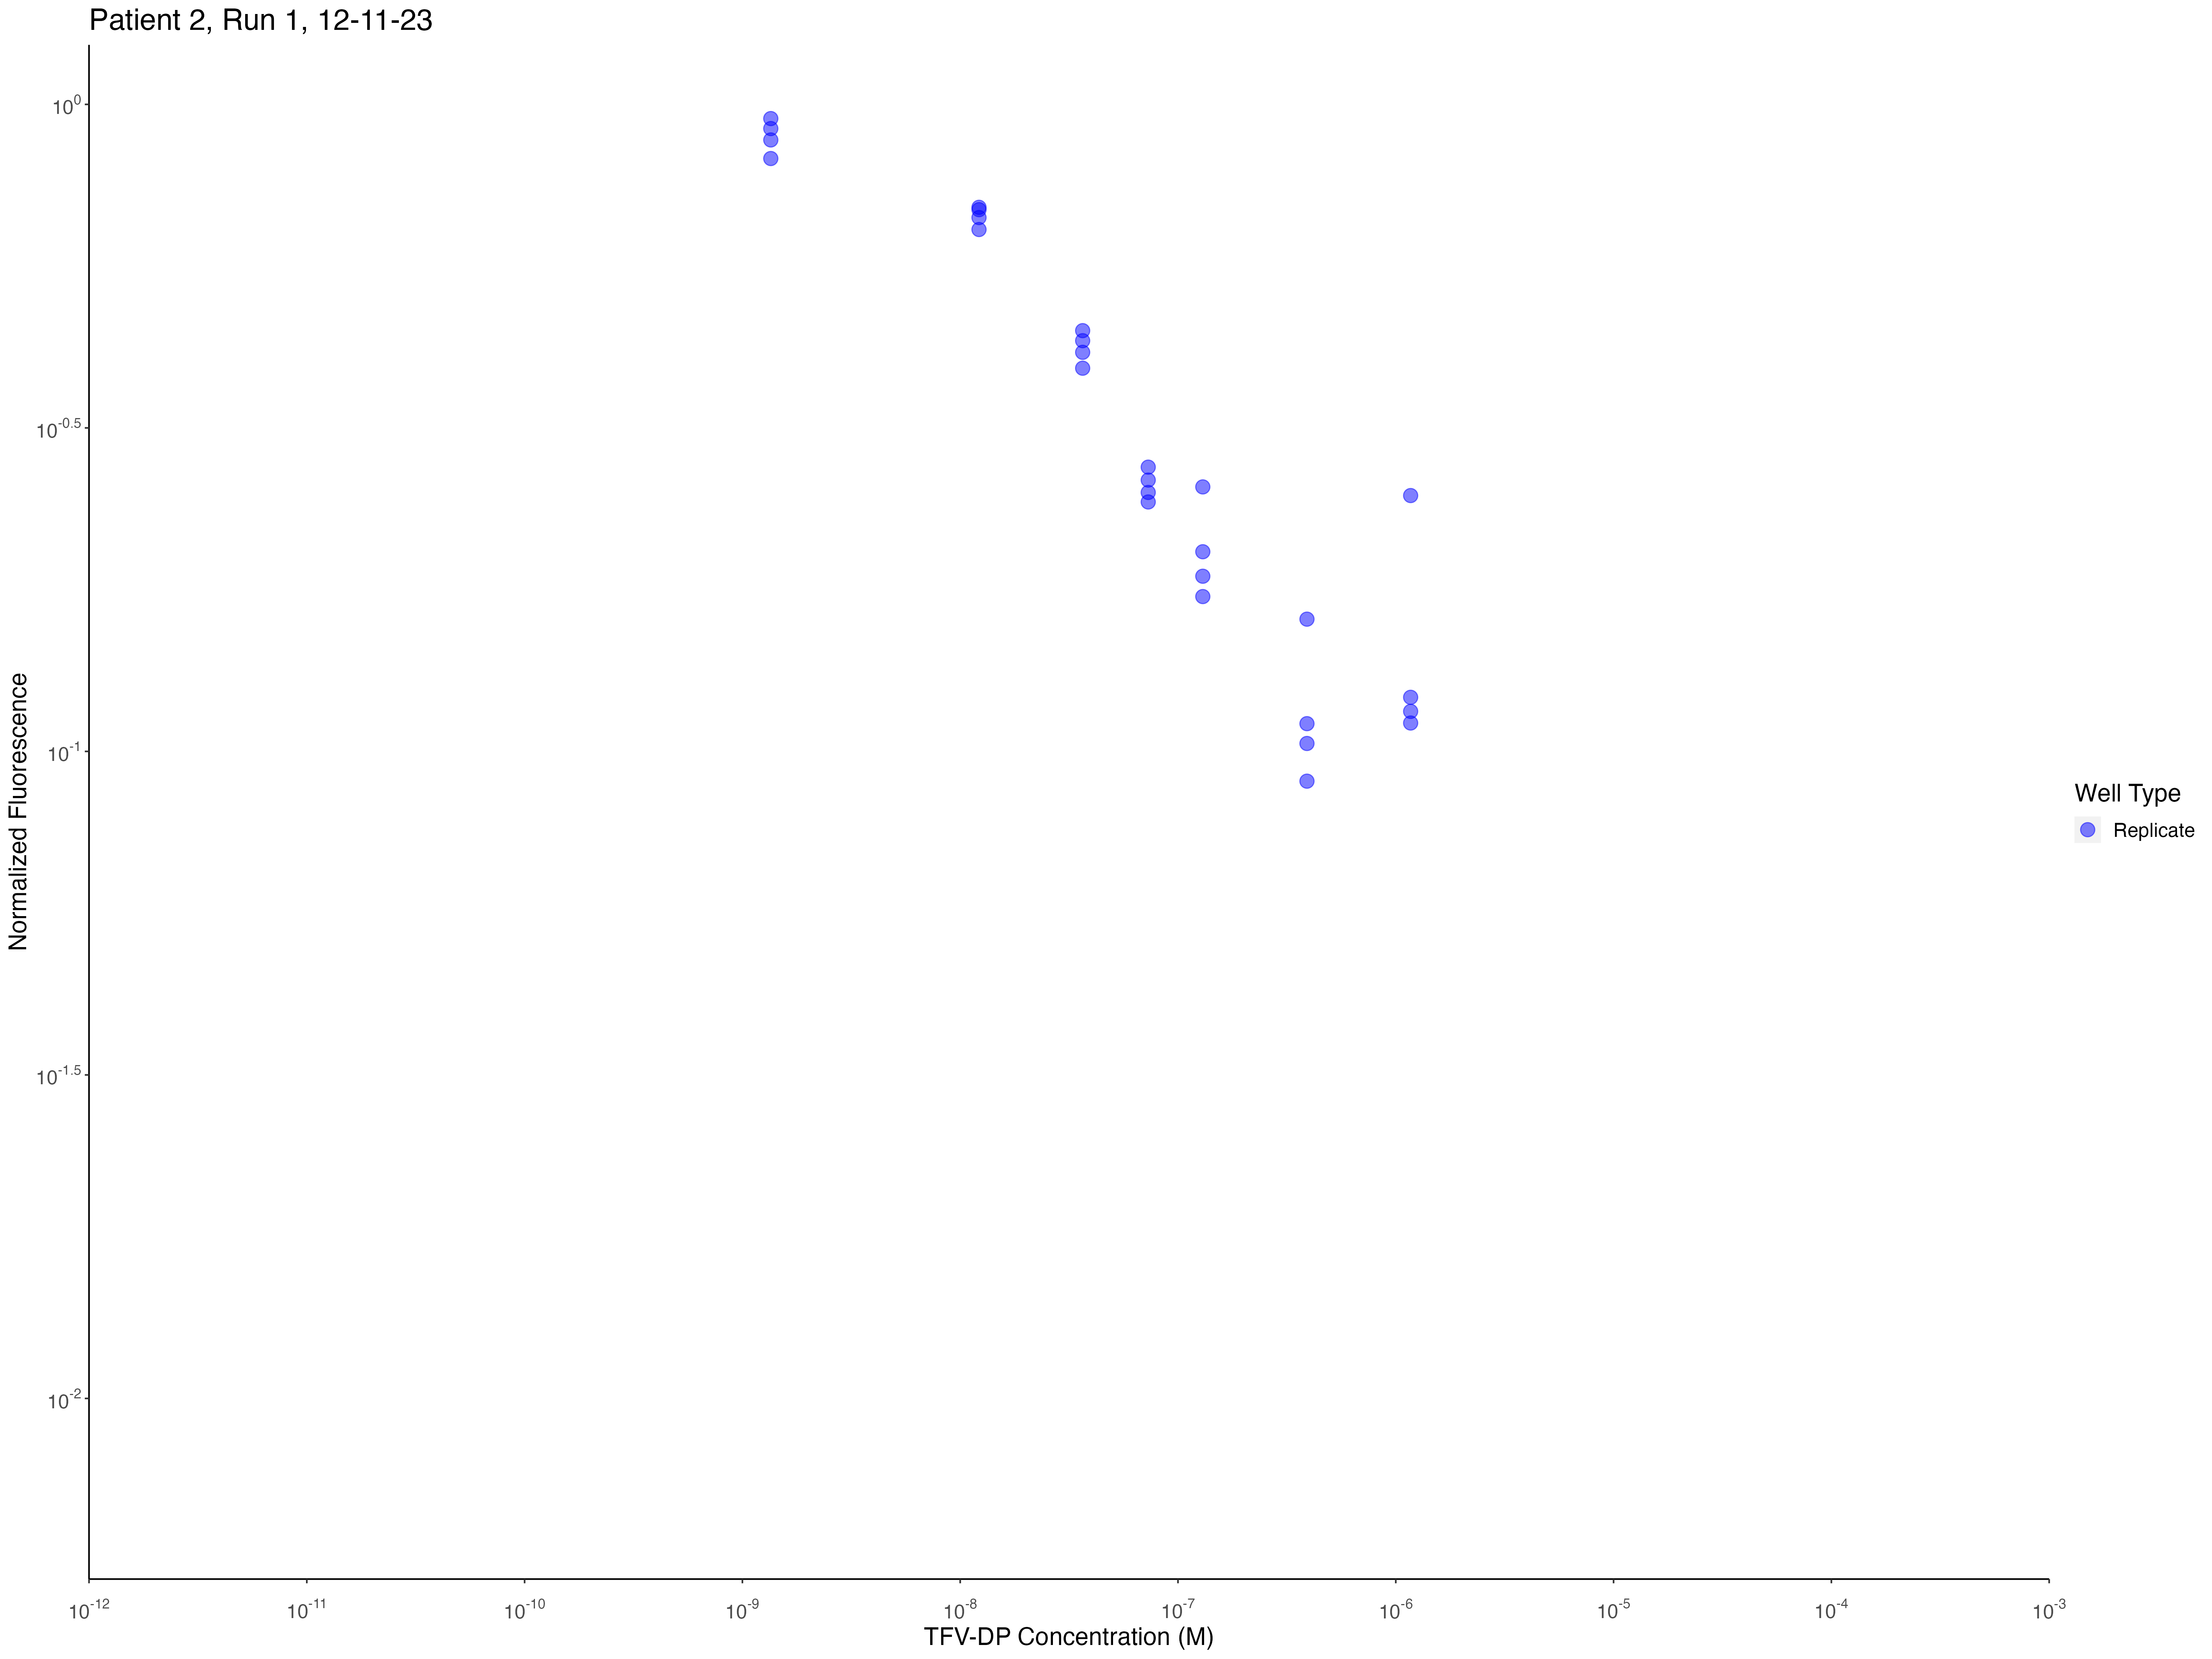 Patient 2, Run 1, 12-11-23
10^0
10^-0.5
10^-1
10^-1.5
10^-2
Normalized Fluorescence
10^-12 10^-11 10^-10 10^-9 10^-8 10^-7 10^-6 10^-5 10^-4 10^-3
TFV-DP Concentration (M)
Well Type
Replicate